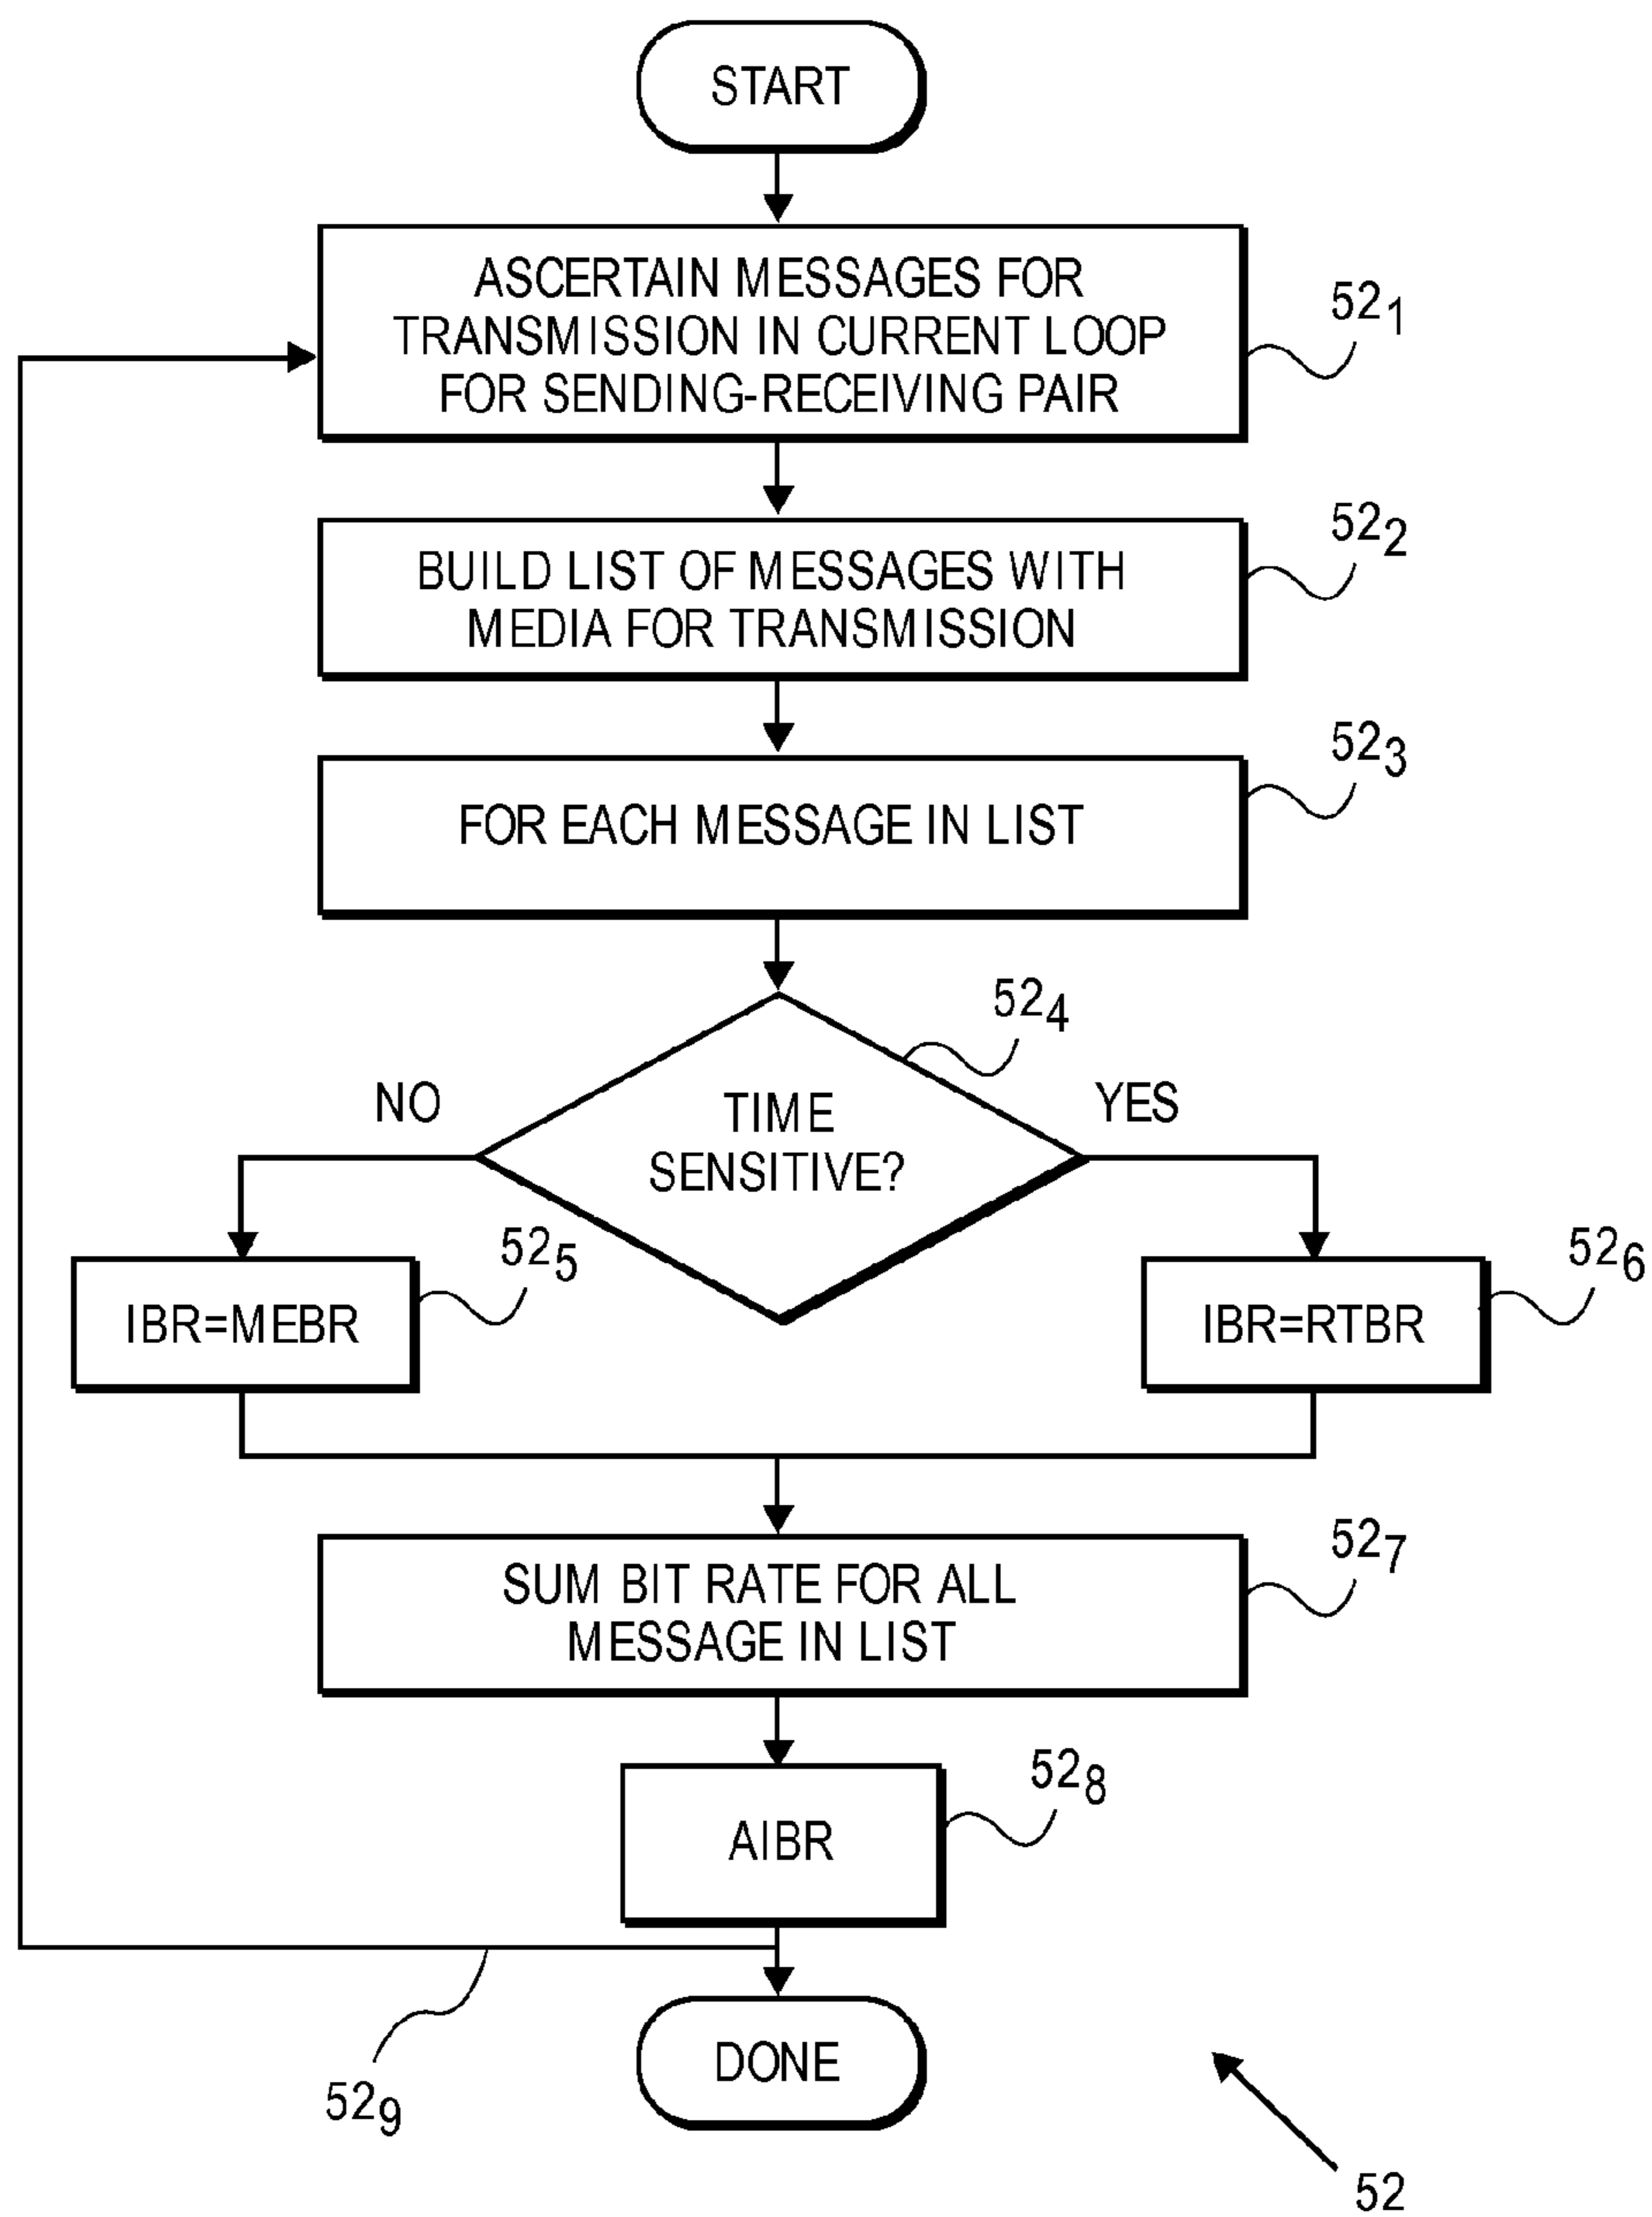 START
ASCERTAIN MESSAGES FOR
TRANSMISSION IN CURRENT LOOP
FOR SENDING-RECEIVING PAIR
52₁
BUILD LIST OF MESSAGES WITH
MEDIA FOR TRANSMISSION
52₂
FOR EACH MESSAGE IN LIST
52₃
TIME
SENSITIVE?
52₄
NO
YES
IBR=MEBR
52₅
IBR=RTBR
52₆
SUM BIT RATE FOR ALL
MESSAGE IN LIST
52₇
AIBR
52₈
52₉
DONE
52